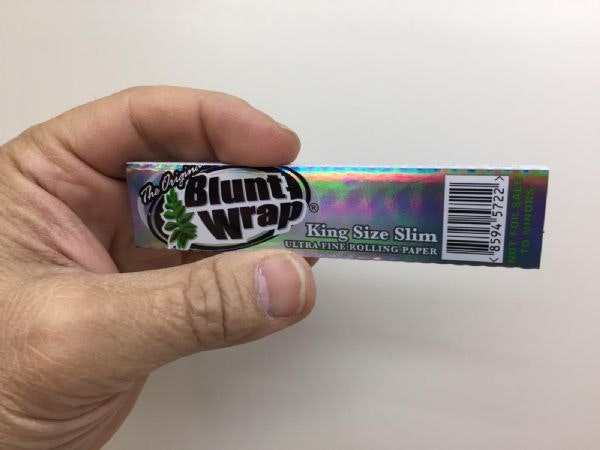 The Original
Blunt
Wrap®
King Size Slim
ULTRA FINE ROLLING PAPER
<8594"5722">
NOT FOR SALE
TO MINORS